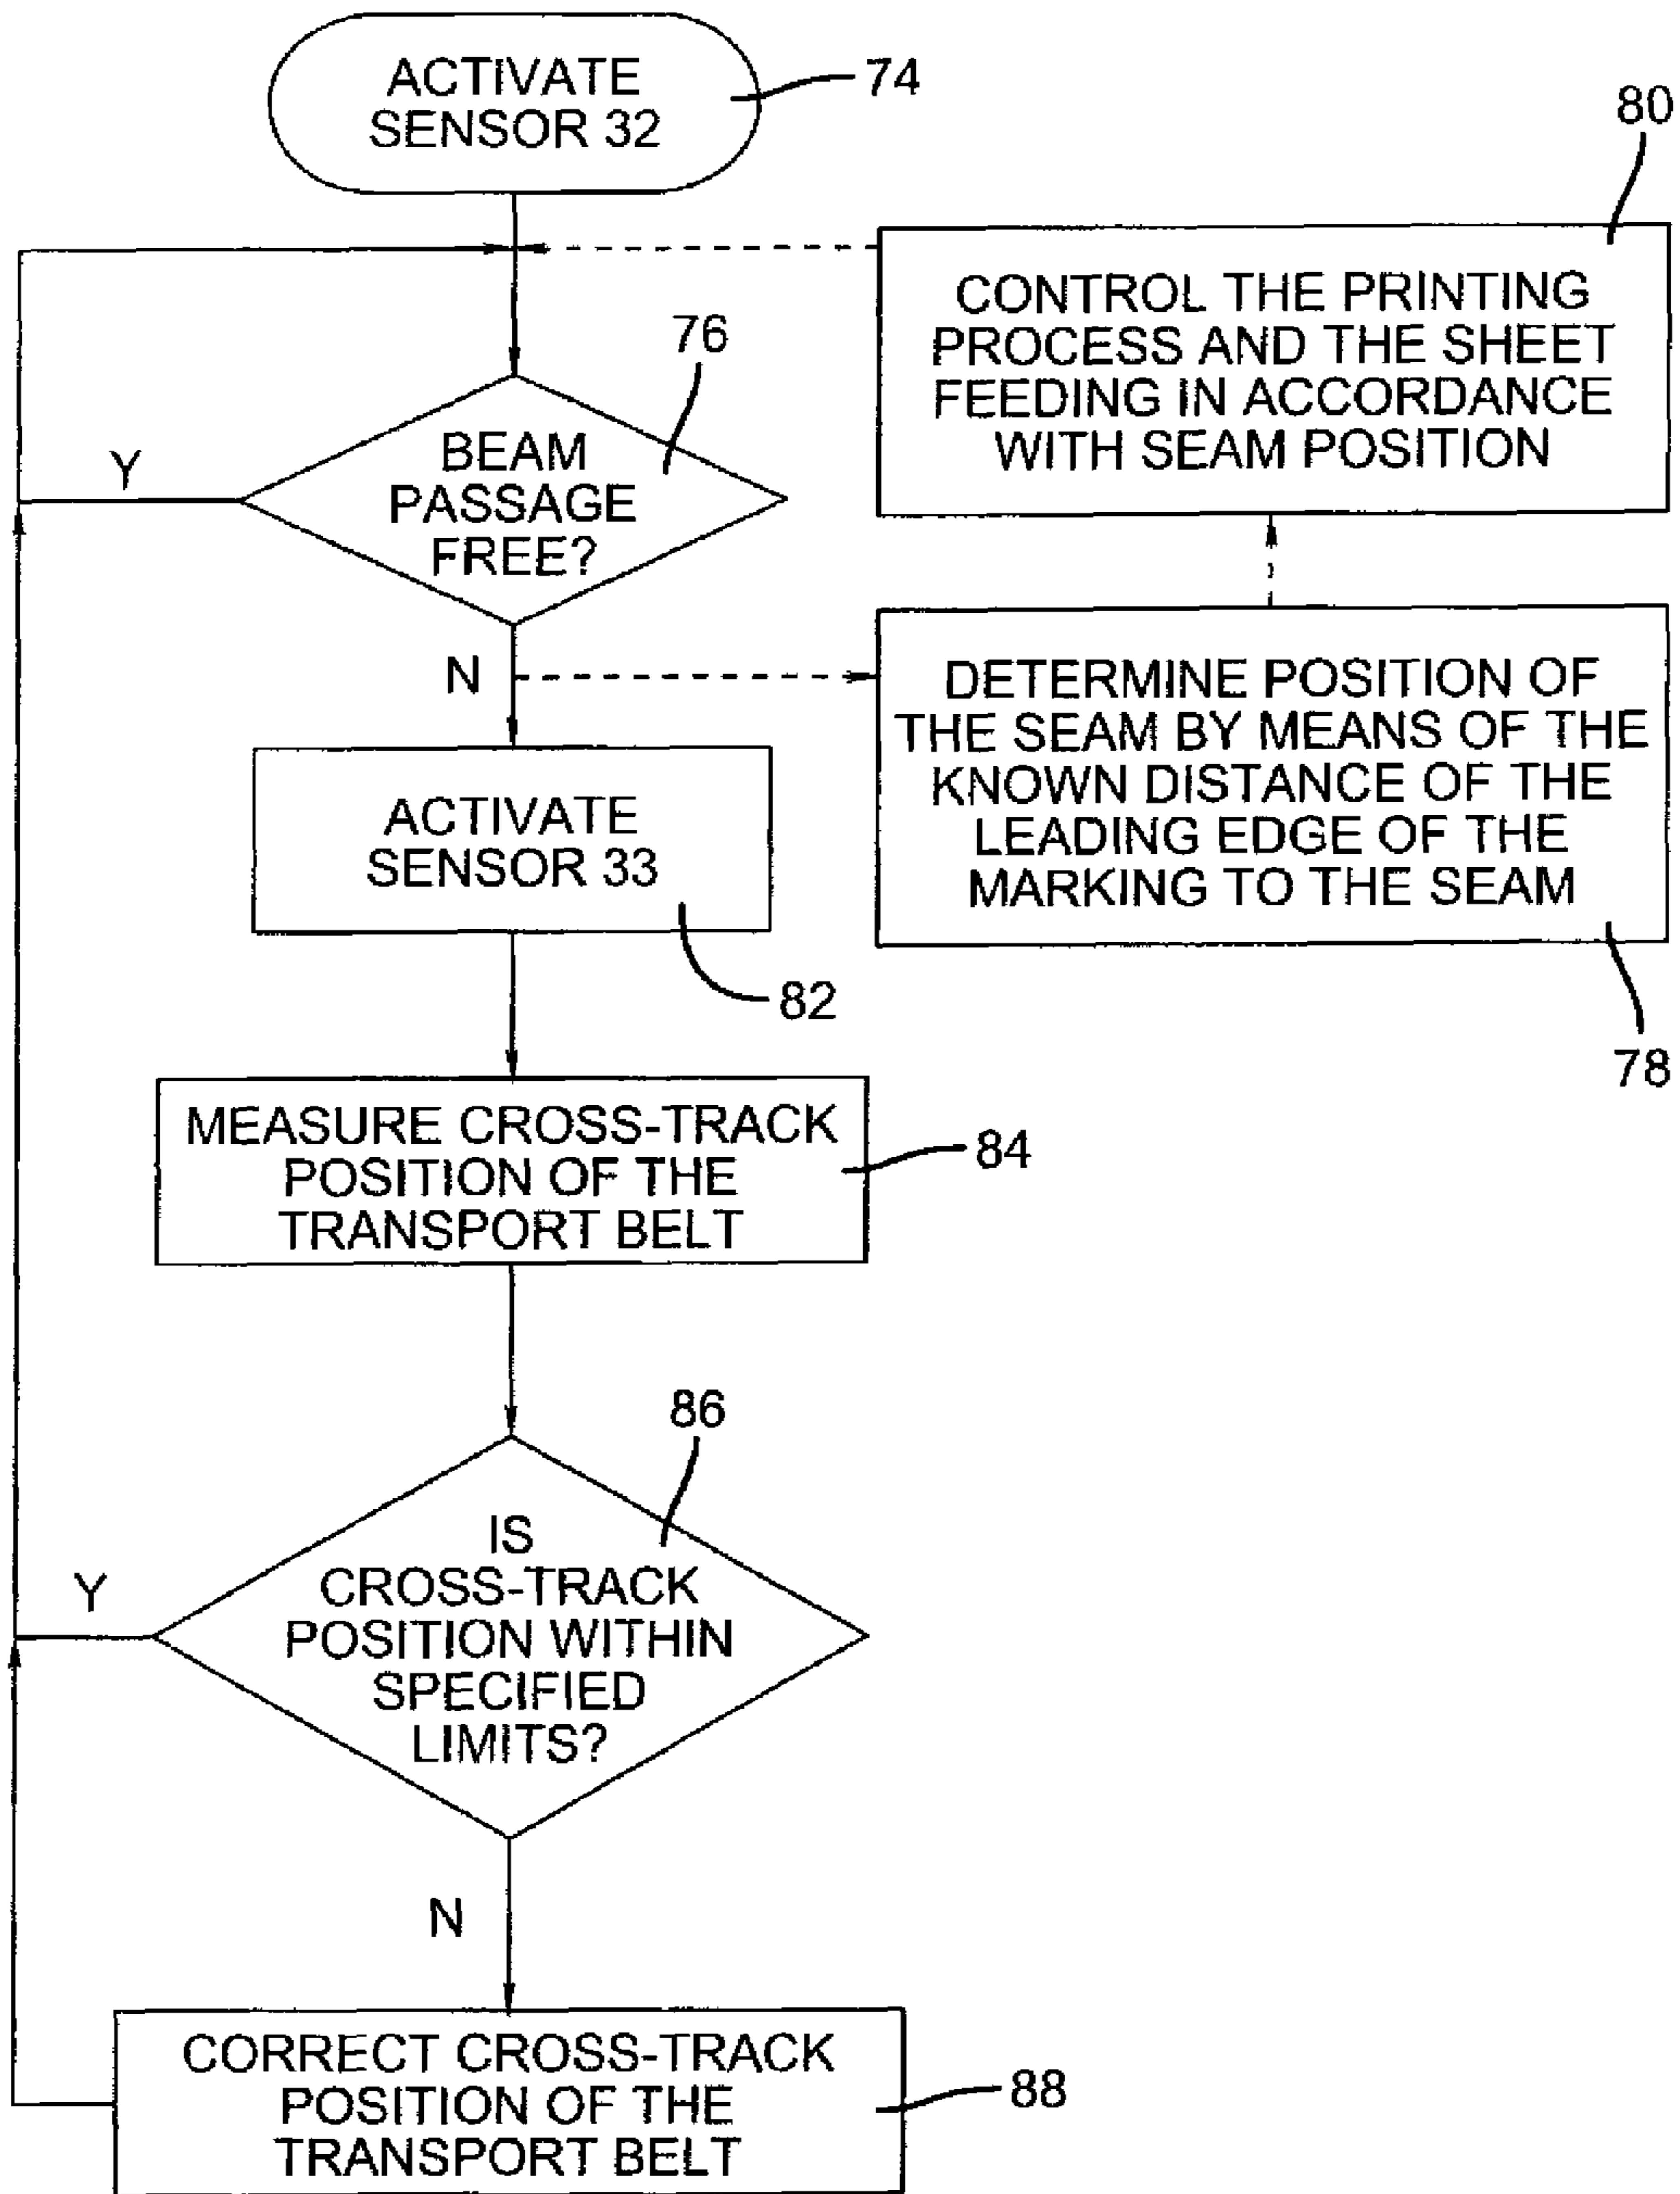 ACTIVATE
SENSOR 32
74
80
CONTROL THE PRINTING
PROCESS AND THE SHEET
FEEDING IN ACCORDANCE
WITH SEAM POSITION
76
BEAM
PASSAGE
FREE?
Y
N
DETERMINE POSITION OF
THE SEAM BY MEANS OF THE
KNOWN DISTANCE OF THE
LEADING EDGE OF THE
MARKING TO THE SEAM
78
ACTIVATE
SENSOR 33
82
MEASURE CROSS-TRACK
POSITION OF THE
TRANSPORT BELT
84
86
IS
CROSS-TRACK
POSITION WITHIN
SPECIFIED
LIMITS?
Y
N
CORRECT CROSS-TRACK
POSITION OF THE
TRANSPORT BELT
88